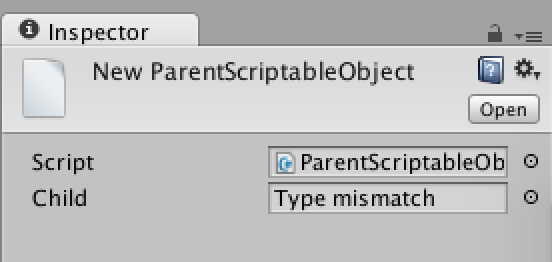 Inspector
New ParentScriptableObject
Open
Script ParentScriptableOb
Child Type mismatch